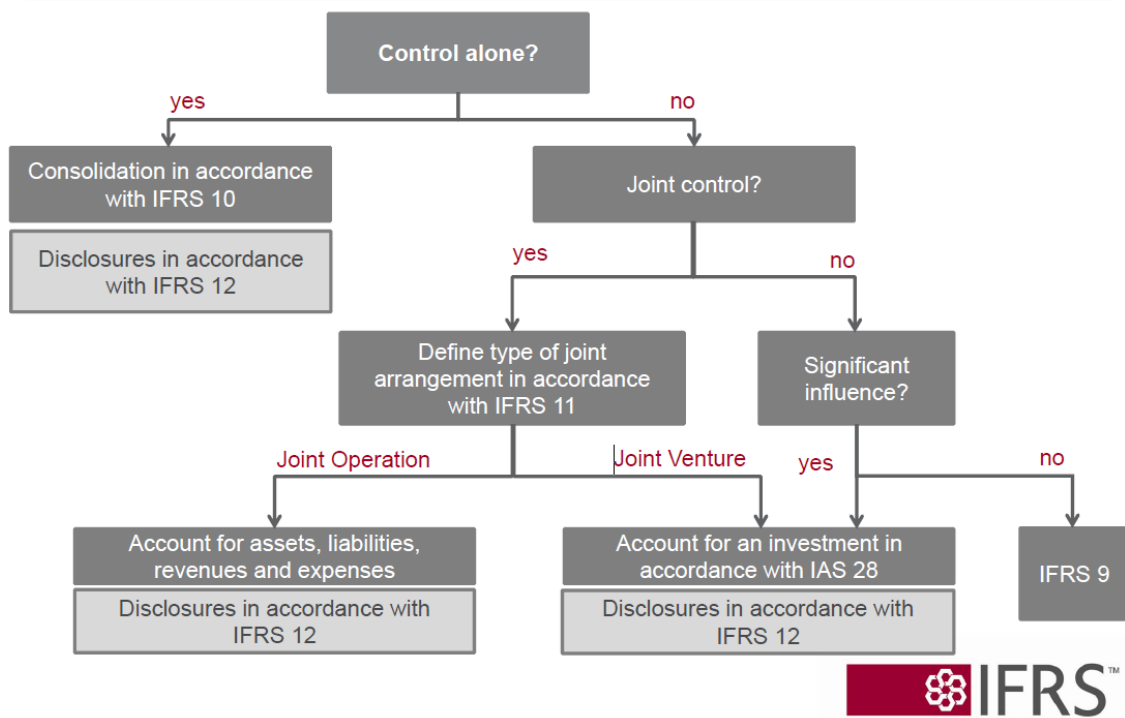 Control alone?
yes
no
Consolidation in accordance
with IFRS 10
Joint control?
Disclosures in accordance
with IFRS 12
yes
no
Define type of joint
arrangement in accordance
with IFRS 11
Significant
influence?
Joint Operation
Joint Venture
yes
no
Account for assets, liabilities,
revenues and expenses
Account for an investment in
accordance with IAS 28
IFRS 9
Disclosures in accordance with
IFRS 12
Disclosures in accordance with
IFRS 12
IFRS™